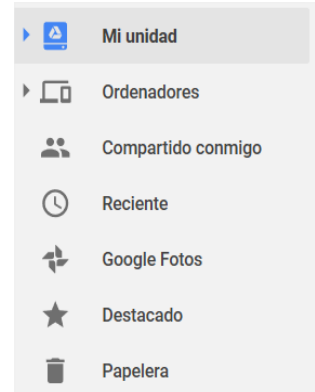 Mi unidad
Ordenadores
Compartido conmigo
Reciente
Google Fotos
Destacado
Papelera